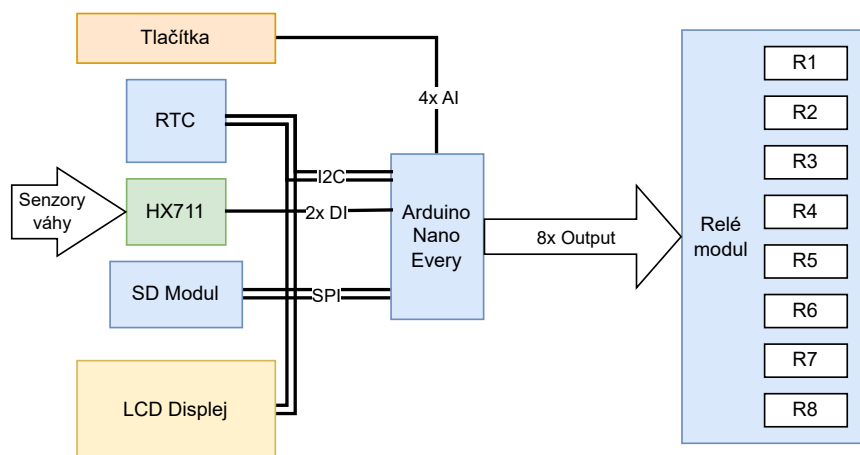 Tlačítka
4x AI
RTC
I2C
Senzory
váhy
HX711
2x DI
Arduino
Nano
Every
8x Output
SD Modul
SPI
LCD Displej
Relé
modul
R1
R2
R3
R4
R5
R6
R7
R8